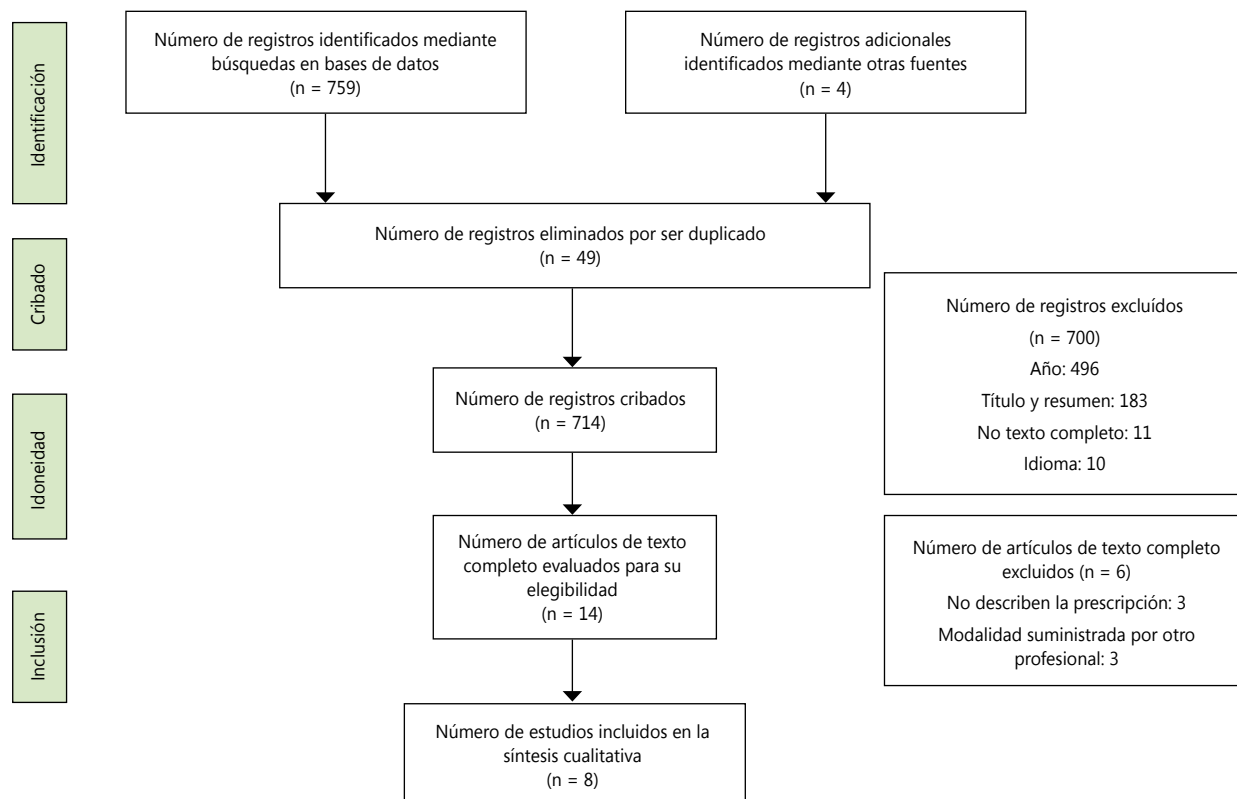 Identificación
Número de registros identificados mediante
búsquedas en bases de datos
(n = 759)
Número de registros adicionales
identificados mediante otras fuentes
(n = 4)
Cribado
Número de registros eliminados por ser duplicado
(n = 49)
Número de registros cribados
(n = 714)
Número de registros excluídos
(n = 700)
Año: 496
Título y resumen: 183
No texto completo: 11
Idioma: 10
Idoneidad
Número de artículos de texto
completo evaluados para su
elegibilidad
(n = 14)
Número de artículos de texto completo
excluidos (n = 6)
No describen la prescripción: 3
Modalidad suministrada por otro
profesional: 3
Inclusión
Número de estudios incluidos en la
síntesis cualitativa
(n = 8)